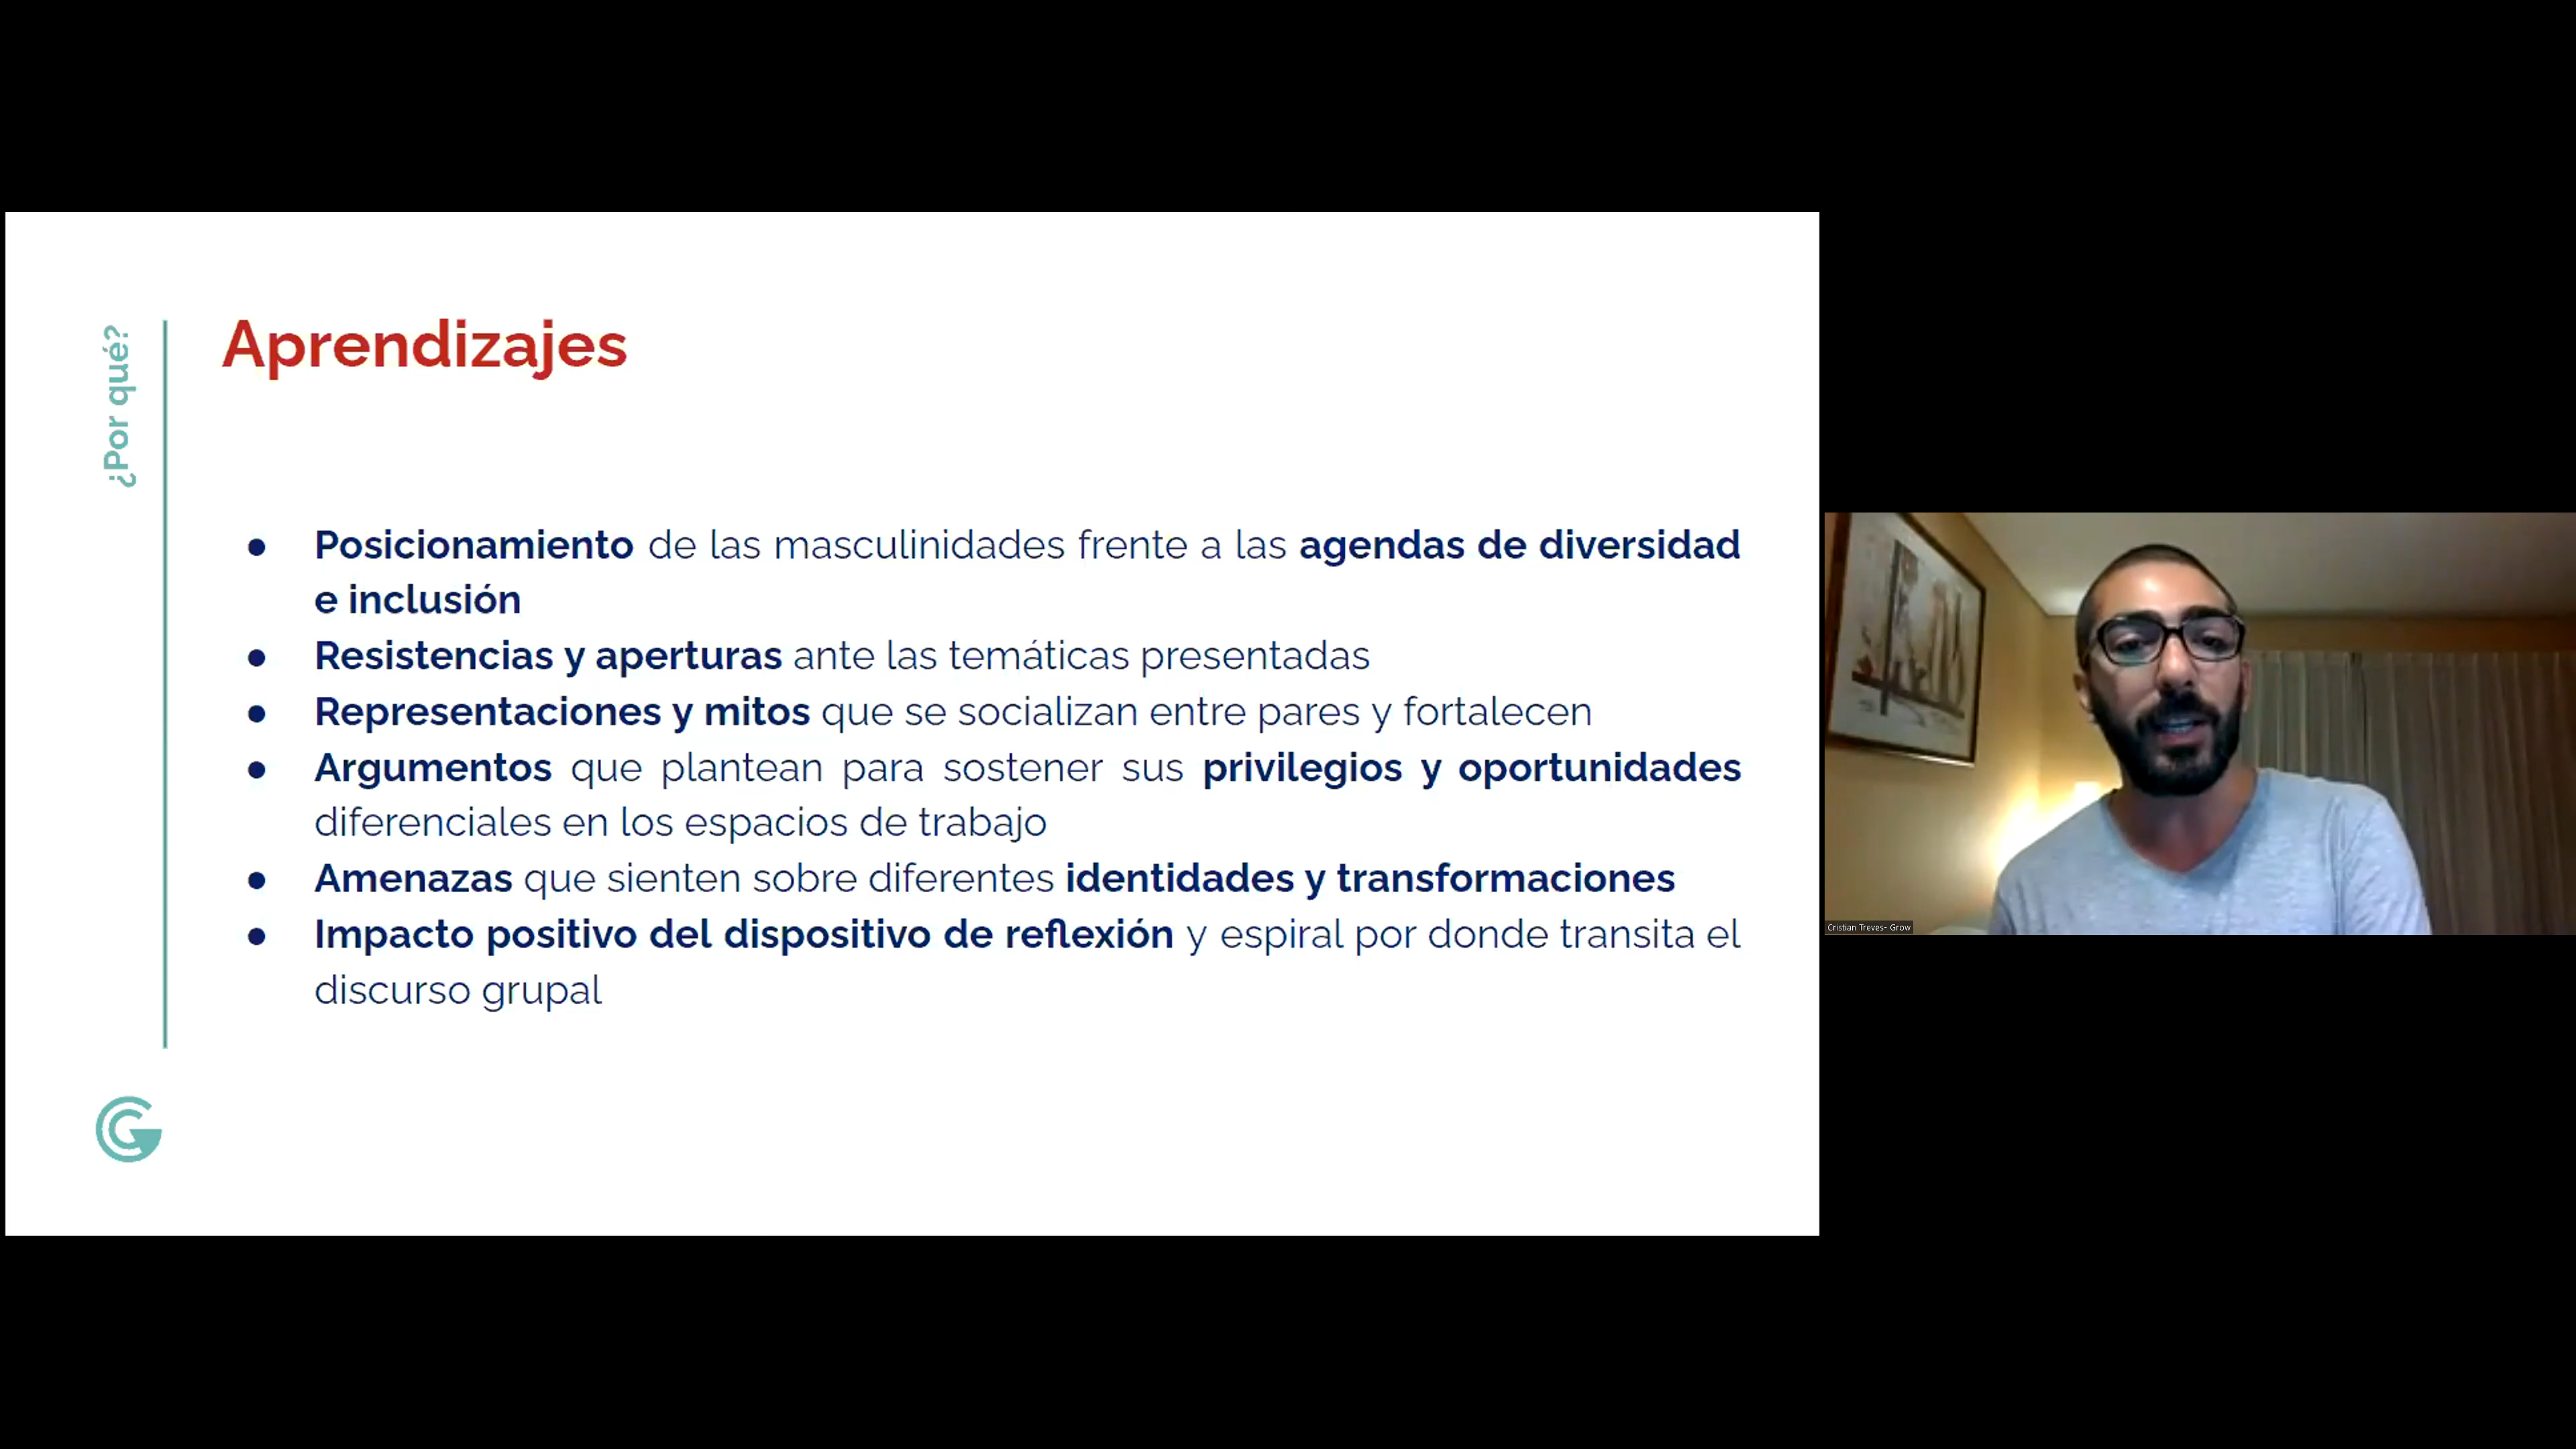 ¿Por qué?
Aprendizajes
● Posicionamiento de las masculinidades frente a las agendas de diversidad
e inclusión
● Resistencias y aperturas ante las temáticas presentadas
● Representaciones y mitos que se socializan entre pares y fortalecen
● Argumentos que plantean para sostener sus privilegios y oportunidades
diferenciales en los espacios de trabajo
● Amenazas que sienten sobre diferentes identidades y transformaciones
● Impacto positivo del dispositivo de reflexión y espiral por donde transita el
discurso grupal
Cristian Treves- Grow